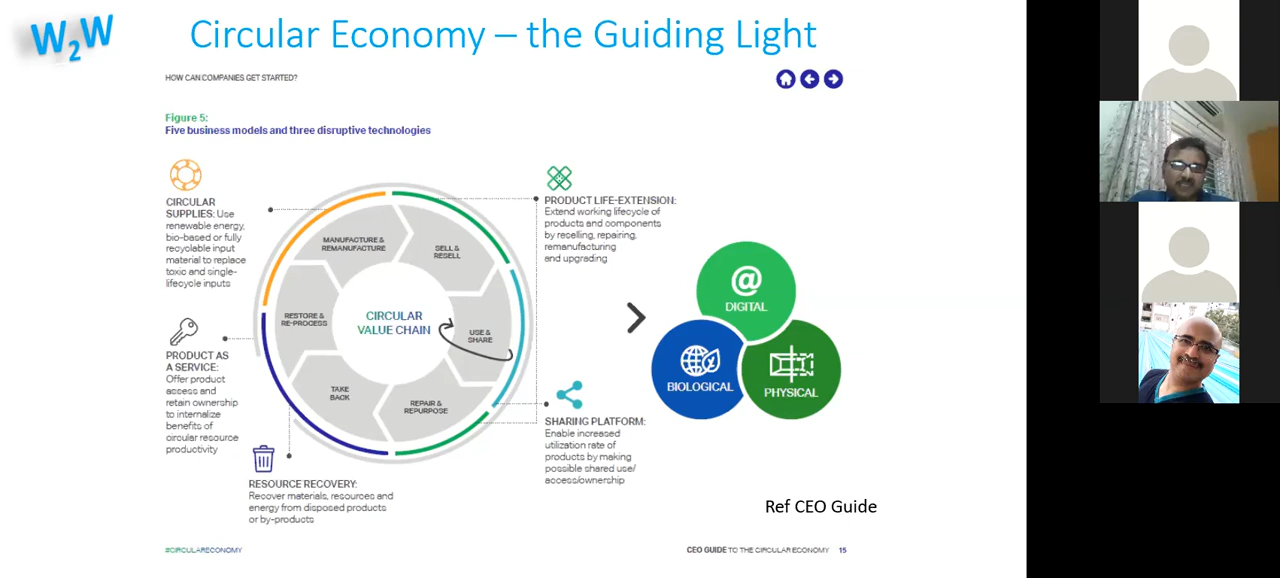 W2W
Circular Economy – the Guiding Light
HOW CAN COMPANIES GET STARTED?
Figure 5:
Five business models and three disruptive technologies
CIRCULAR
SUPPLIES: Use
renewable energy,
bio-based or fully
recyclable input
material to replace
toxic and single-
lifecycle inputs
PRODUCT AS
A SERVICE:
Offer product
access and
retain ownership
to internalize
benefits of
circular resource
productivity
RESOURCE RECOVERY:
Recover materials, resources and
energy from disposed products
or by-products
MANUFACTURE &
REMANUFACTURE
SELL &
RESELL
USE &
SHARE
REPAIR &
REPURPOSE
TAKE
BACK
RESTORE &
RE-PROCESS
CIRCULAR
VALUE CHAIN
PRODUCT LIFE-EXTENSION:
Extend working lifecycle of
products and components
by reselling, repairing,
remanufacturing
and upgrading
SHARING PLATFORM:
Enable increased
utilization rate of
products by making
possible shared use/
access/ownership
@
DIGITAL
BIOLOGICAL
PHYSICAL
Ref CEO Guide
#CIRCULARECONOMY
CEO GUIDE TO THE CIRCULAR ECONOMY 15